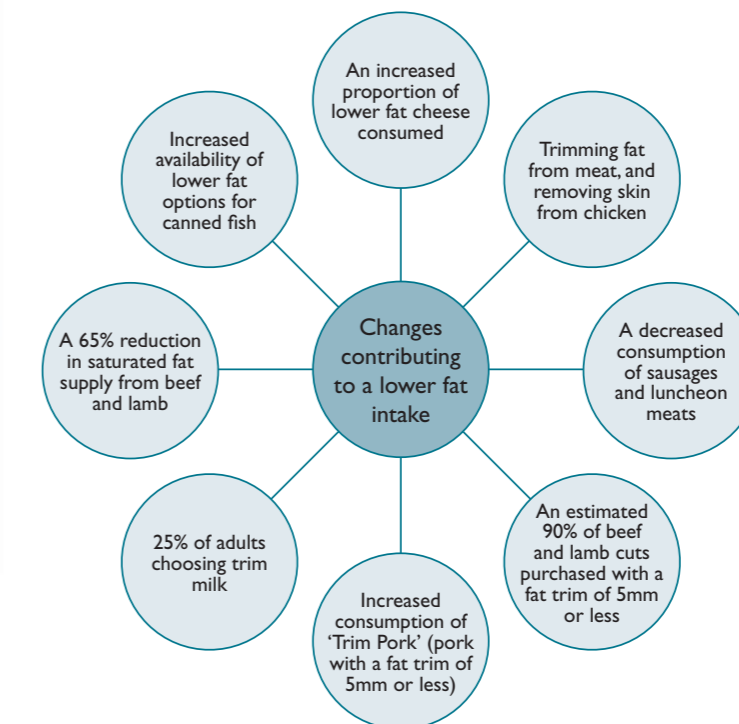 An increased
proportion of
lower fat cheese
consumed
Trimming fat
from meat, and
removing skin
from chicken
A decreased
consumption
of sausages
and luncheon
meats
An estimated
90% of beef
and lamb cuts
purchased with a
fat trim of 5mm
or less
Increased
consumption of
‘Trim Pork’ (pork
with a fat trim of
5mm or less)
25% of adults
choosing trim
milk
A 65% reduction
in saturated fat
supply from beef
and lamb
Increased
availability of
lower fat
options for
canned fish
Changes
contributing
to a lower fat
intake